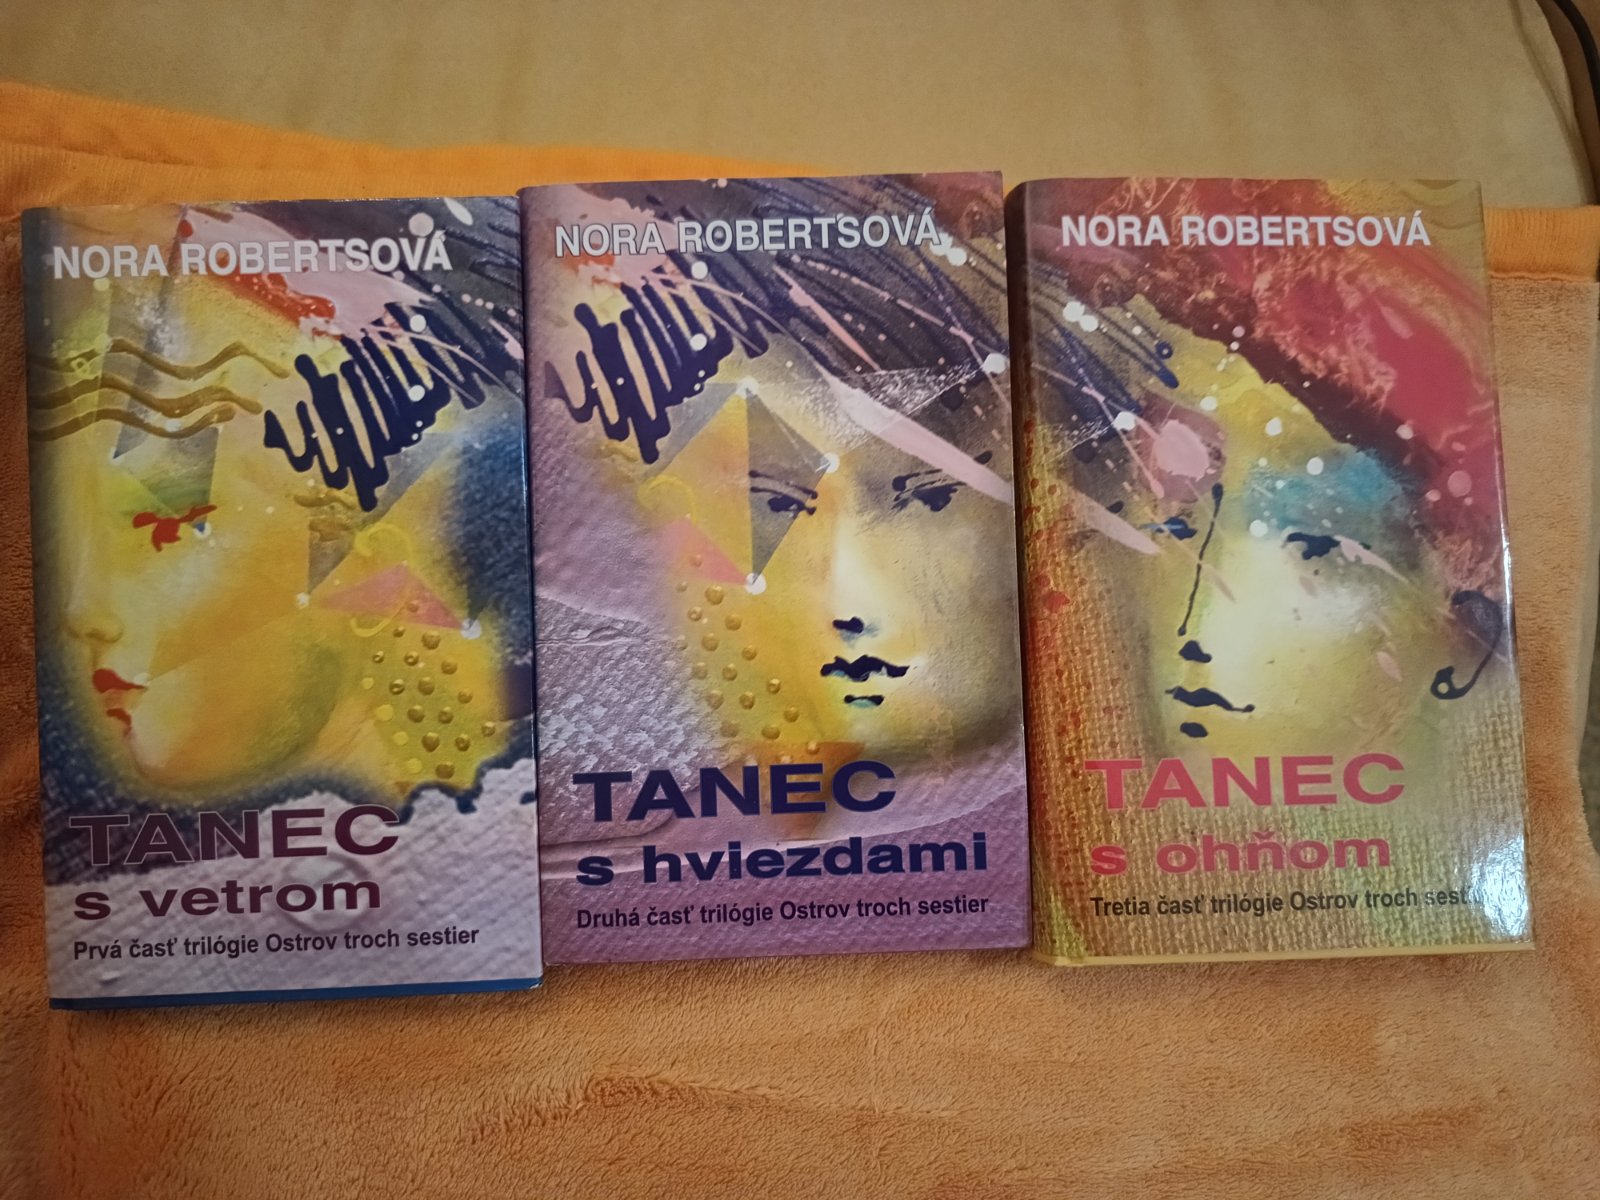 NORA ROBERTSOVÁ
TANEC
s vetrom
Prvá časť trilógie Ostrov troch sestier
NORA ROBERTSOVÁ
TANEC
s hviezdami
Druhá časť trilógie Ostrov troch sestier
NORA ROBERTSOVÁ
TANEC
s ohňom
Tretia časť trilógie Ostrov troch sestier